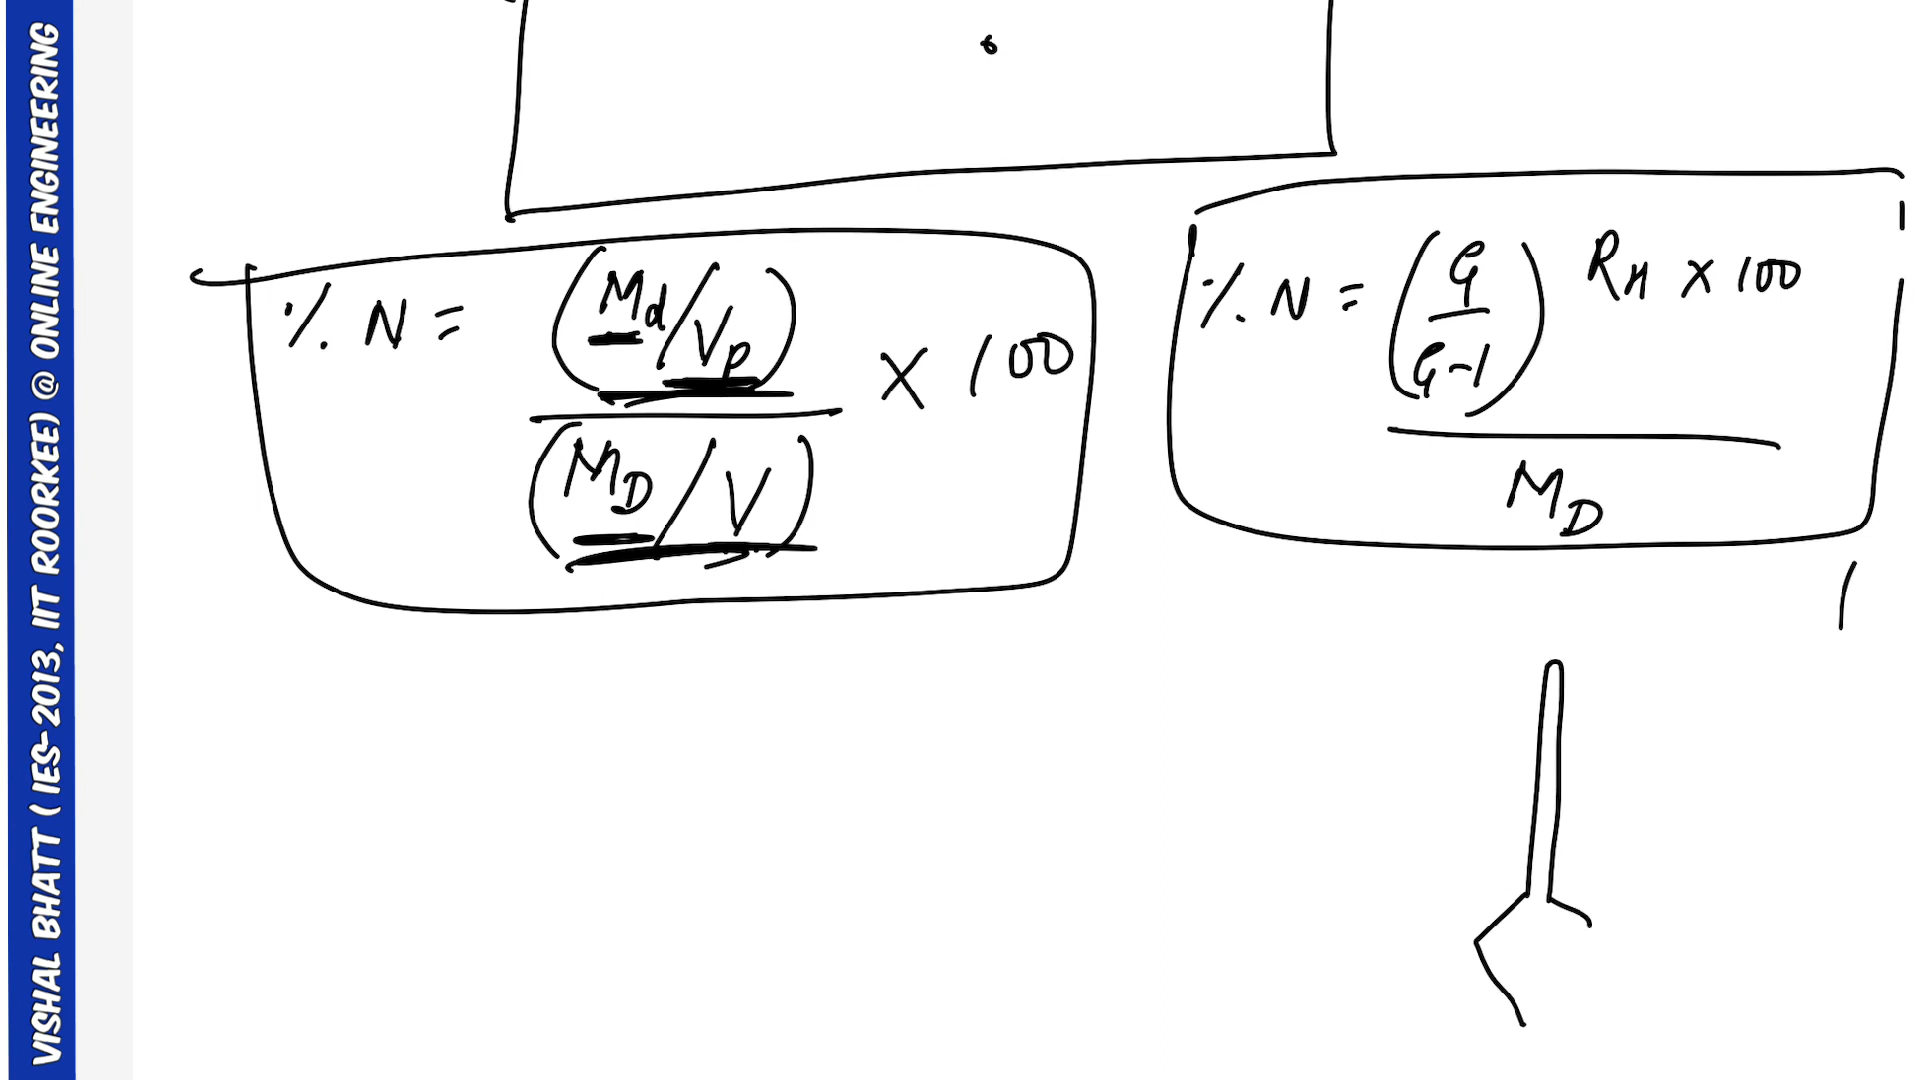 VISHAL BHATT ( IES-2013, IIT ROORKEE) @ ONLINE ENGINEERING
% N = (Md/Vp) / (MD/V) × 100
% N = (G / G-1) RH × 100 / MD